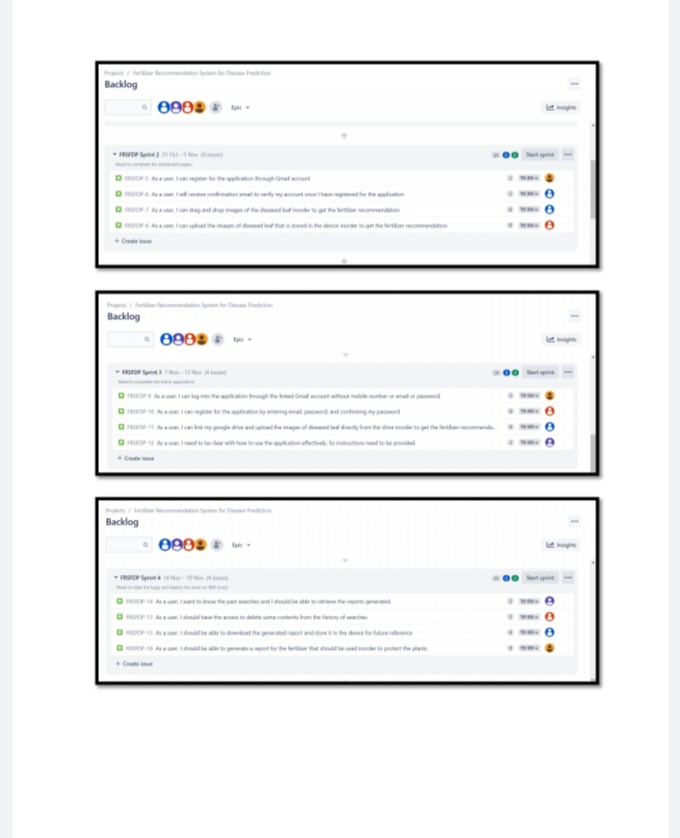 Projects / Fertilizer Recommendation System for Disease Prediction
Backlog
Epic
Insights
FRSFDP Sprint 2 31 Oct – 5 Nov (4 issues)
Start sprint
Need to complete the dashboard pages.
FRSFDP-5 As a user, I can register for the application through Gmail account
TO DO
FRSFDP-6 As a user, I will receive confirmation email to verify my account once I have registered for the application
TO DO
FRSFDP-7 As a user, I can drag and drop images of the diseased leaf inorder to get the fertilizer recommendation
TO DO
FRSFDP-8 As a user, I can upload the images of diseased leaf that is stored in the device inorder to get the fertilizer recommendation
TO DO
+ Create issue
Projects / Fertilizer Recommendation System for Disease Prediction
Backlog
Epic
Insights
FRSFDP Sprint 3 7 Nov – 12 Nov (4 issues)
Start sprint
Need to complete the entire application.
FRSFDP-9 As a user, I can log into the application through the linked Gmail account without mobile number or email or password.
TO DO
FRSFDP-10 As a user, I can register for the application by entering email, password, and confirming my password
TO DO
FRSFDP-11 As a user, I can link my google drive and upload the images of diseased leaf directly from the drive inorder to get the fertilizer recommenda...
TO DO
FRSFDP-12 As a user, I need to be clear with how to use the application effectively. So instructions need to be provided.
TO DO
+ Create issue
Projects / Fertilizer Recommendation System for Disease Prediction
Backlog
Epic
Insights
FRSFDP Sprint 4 14 Nov – 19 Nov (4 issues)
Start sprint
Need to clear the bugs and deploy the same on IBM cloud.
FRSFDP-14 As a user, I want to know the past searches and I should be able to retrieve the reports generated.
TO DO
FRSFDP-13 As a user, I should have the access to delete some contents from the history of searches
TO DO
FRSFDP-15 As a user, I should be able to download the generated report and store it in the device for future reference
TO DO
FRSFDP-16 As a user, I should be able to generate a report for the fertilizer that should be used inorder to protect the plants.
TO DO
+ Create issue